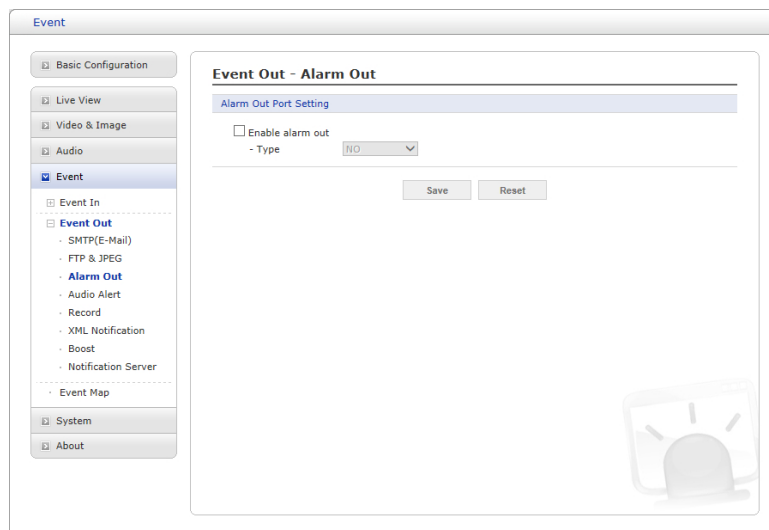 Event
Basic Configuration
Live View
Video & Image
Audio
Event
Event In
Event Out
SMTP(E-Mail)
FTP & JPEG
Alarm Out
Audio Alert
Record
XML Notification
Boost
Notification Server
Event Map
System
About
Event Out - Alarm Out
Alarm Out Port Setting
Enable alarm out
- Type NO
Save Reset